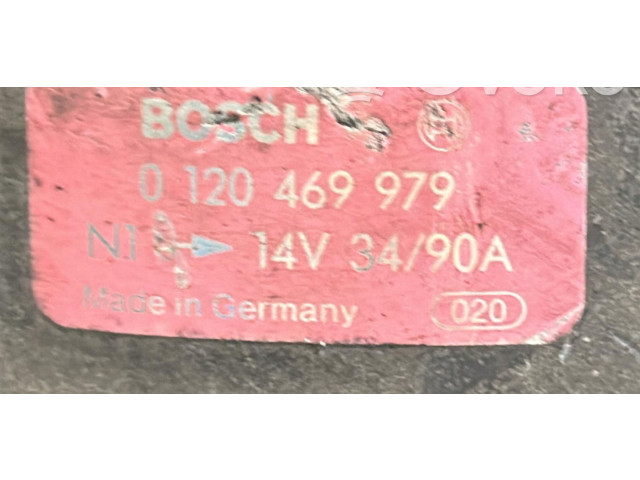 BOSCH
0 120 469 979
N1 14V 34/90A
Made in Germany 020